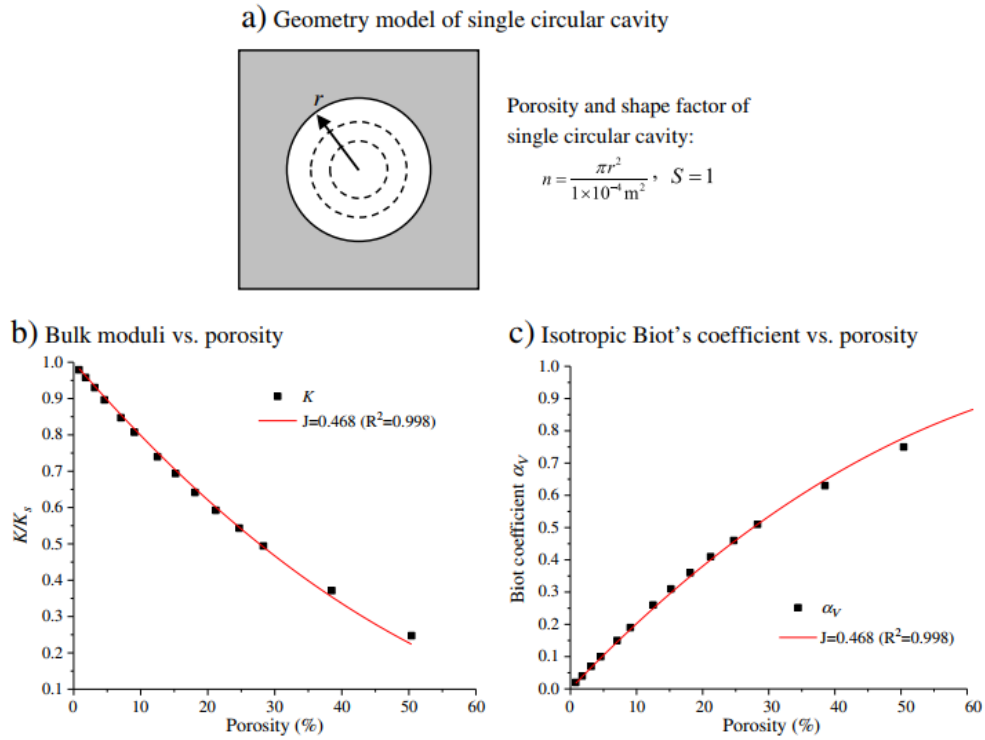 a) Geometry model of single circular cavity
r
Porosity and shape factor of
single circular cavity:
n = πr² / 1×10⁻⁴ m² , S = 1
b) Bulk moduli vs. porosity
1.0
0.9
0.8
0.7
0.6
0.5
0.4
0.3
0.2
0.1
K/Kₛ
K
J=0.468 (R²=0.998)
0 10 20 30 40 50 60
Porosity (%)
c) Isotropic Biot's coefficient vs. porosity
1.0
0.9
0.8
0.7
0.6
0.5
0.4
0.3
0.2
0.1
0.0
Biot coefficient α_V
α_V
J=0.468 (R²=0.998)
0 10 20 30 40 50 60
Porosity (%)